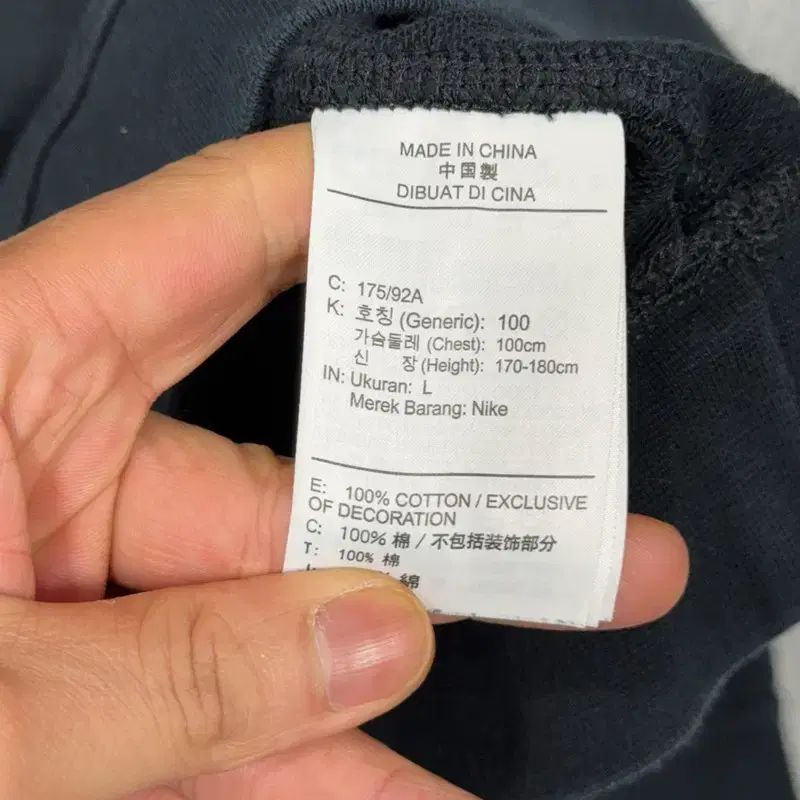 MADE IN CHINA
中国製
DIBUAT DI CINA
C: 175/92A
K: 호칭 (Generic): 100
가슴둘레 (Chest): 100cm
신 장 (Height): 170-180cm
IN: Ukuran: L
Merek Barang: Nike
E: 100% COTTON / EXCLUSIVE
OF DECORATION
C: 100% 棉 / 不包括装饰部分
T: 100% 棉
綿